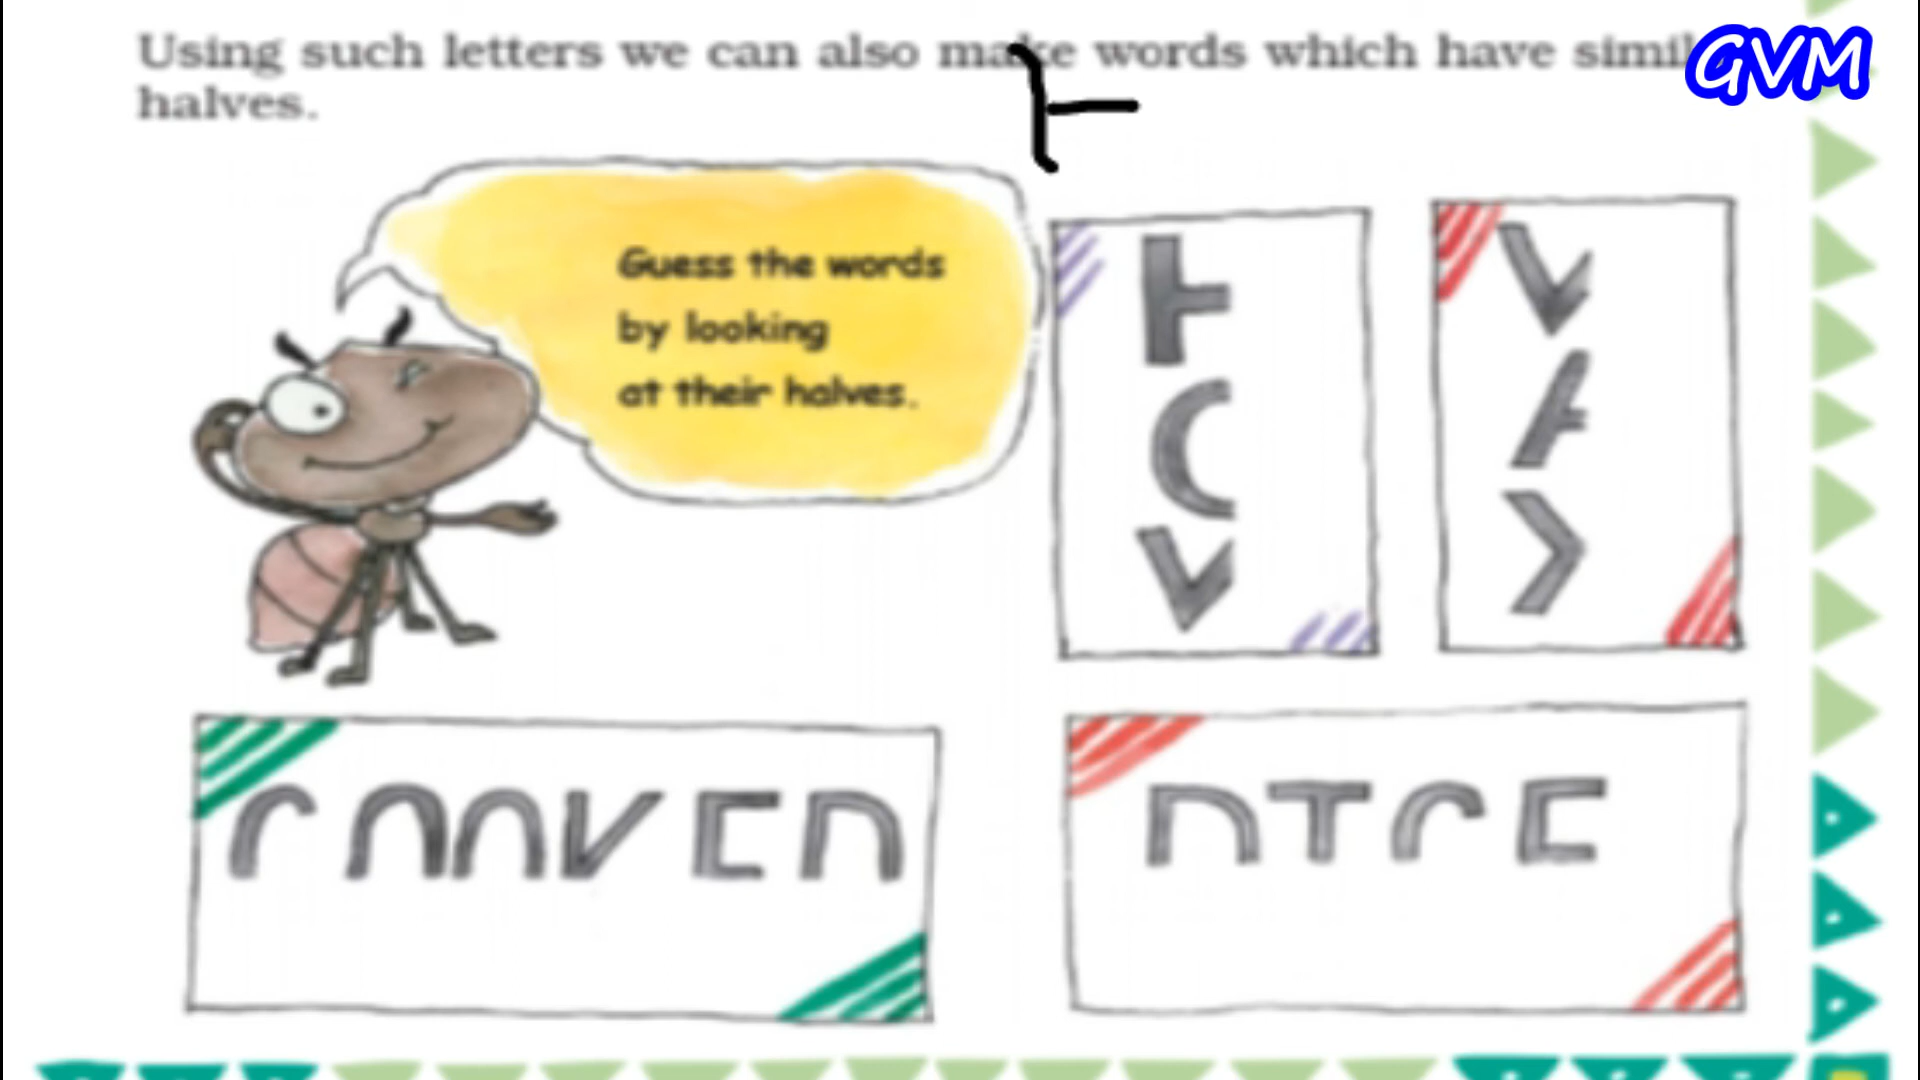 Using such letters we can also make words which have simil
halves.
GVM
Guess the words
by looking
at their halves.